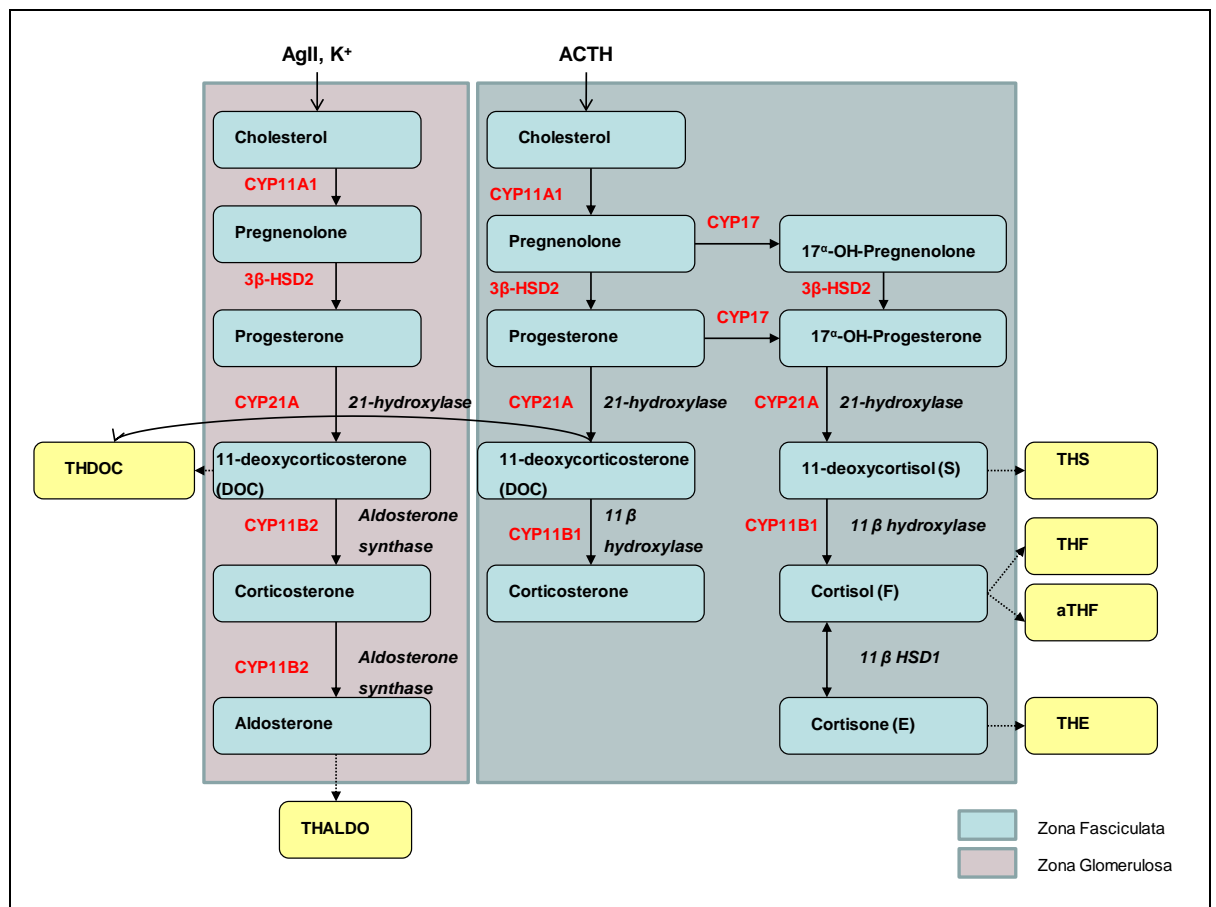 AgII, K+
ACTH
Cholesterol
Cholesterol
CYP11A1
CYP11A1
CYP17
Pregnenolone
Pregnenolone
17α-OH-Pregnenolone
3β-HSD2
3β-HSD2
3β-HSD2
CYP17
Progesterone
Progesterone
17α-OH-Progesterone
CYP21A
21-hydroxylase
CYP21A
21-hydroxylase
CYP21A
21-hydroxylase
THDOC
11-deoxycorticosterone
(DOC)
11-deoxycorticosterone
(DOC)
11-deoxycortisol (S)
THS
CYP11B2
Aldosterone
synthase
CYP11B1
11 β
hydroxylase
CYP11B1
11 β hydroxylase
THF
Corticosterone
Corticosterone
Cortisol (F)
aTHF
CYP11B2
Aldosterone
synthase
11 β HSD1
Aldosterone
Cortisone (E)
THE
THALDO
Zona Fasciculata
Zona Glomerulosa